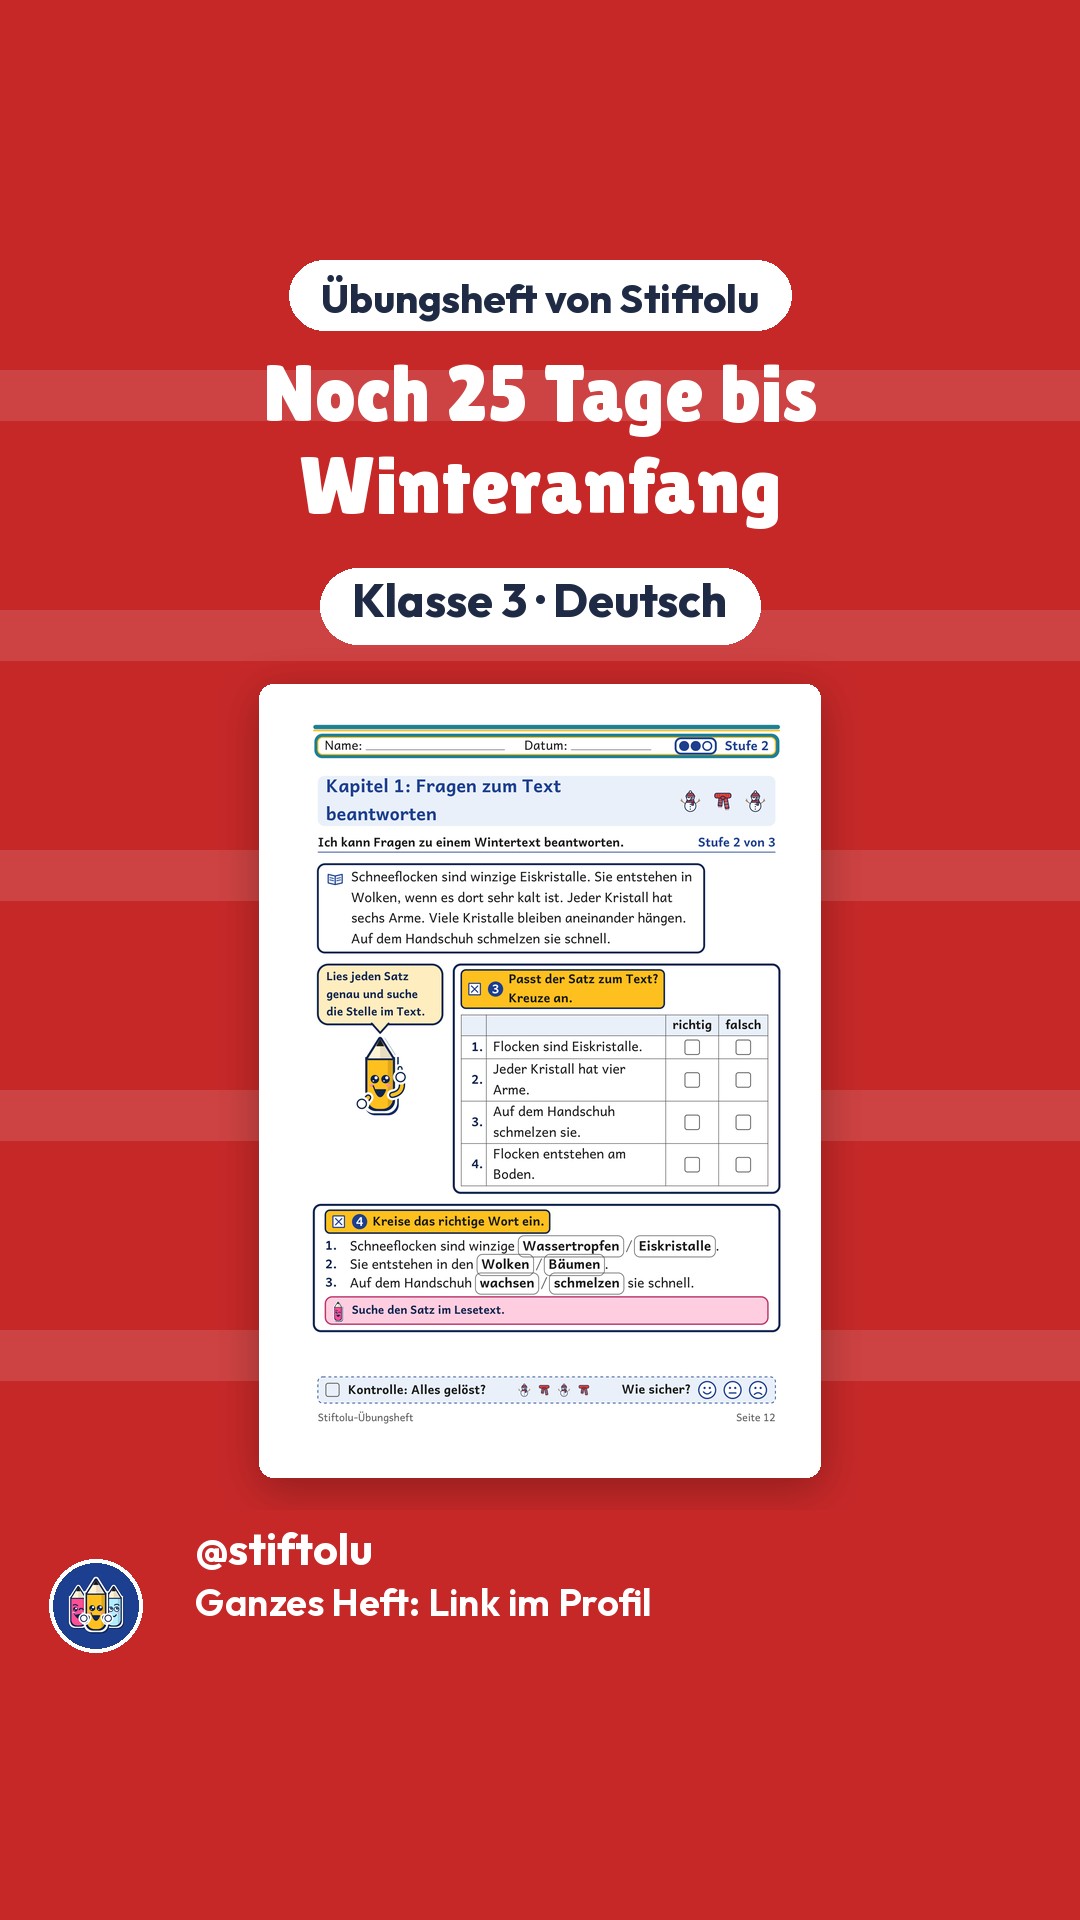 Übungsheft von Stiftolu
Noch 25 Tage bis
Winteranfang
Klasse 3 · Deutsch
Name: Datum: Stufe 2
Kapitel 1: Fragen zum Text
beantworten
Ich kann Fragen zu einem Wintertext beantworten. Stufe 2 von 3
Schneeflocken sind winzige Eiskristalle. Sie entstehen in
Wolken, wenn es dort sehr kalt ist. Jeder Kristall hat
sechs Arme. Viele Kristalle bleiben aneinander hängen.
Auf dem Handschuh schmelzen sie schnell.
Lies jeden Satz
genau und suche
die Stelle im Text.
3 Passt der Satz zum Text?
Kreuze an.
richtig falsch
1. Flocken sind Eiskristalle.
2. Jeder Kristall hat vier
Arme.
3. Auf dem Handschuh
schmelzen sie.
4. Flocken entstehen am
Boden.
4 Kreise das richtige Wort ein.
1. Schneeflocken sind winzige Wassertropfen / Eiskristalle.
2. Sie entstehen in den Wolken / Bäumen.
3. Auf dem Handschuh wachsen / schmelzen sie schnell.
Suche den Satz im Lesetext.
Kontrolle: Alles gelöst? Wie sicher?
Stiftolu-Übungsheft Seite 12
@stiftolu
Ganzes Heft: Link im Profil